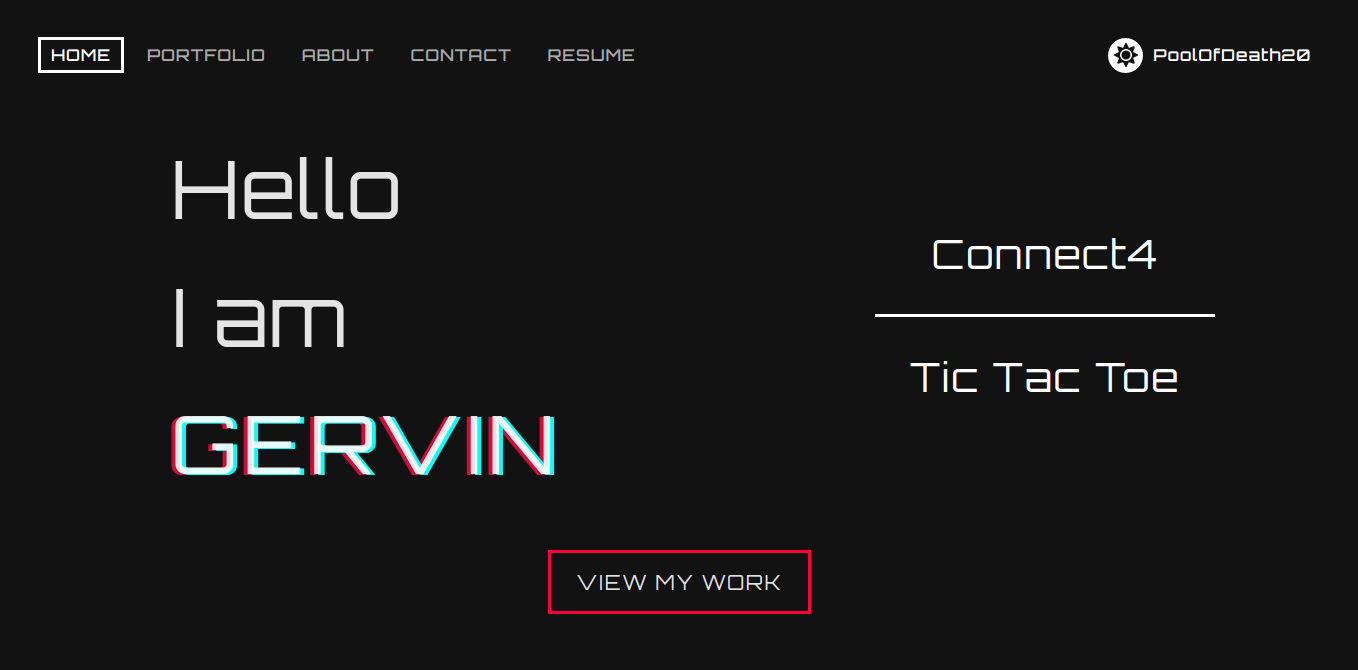 HOME PORTFOLIO ABOUT CONTACT RESUME PoolOfDeath20
Hello
I am
GERVIN
Connect4
Tic Tac Toe
VIEW MY WORK